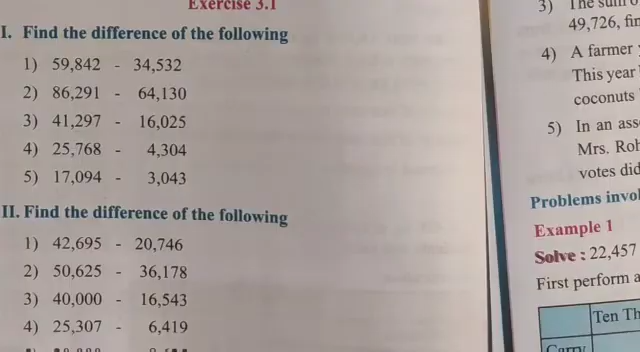 Exercise 3.1
I. Find the difference of the following
1) 59,842 - 34,532
2) 86,291 - 64,130
3) 41,297 - 16,025
4) 25,768 - 4,304
5) 17,094 - 3,043
II. Find the difference of the following
1) 42,695 - 20,746
2) 50,625 - 36,178
3) 40,000 - 16,543
4) 25,307 - 6,419
3) The sum
49,726,
4) A farmer
This year
coconuts
5) In an
Mrs.
votes did
Problems
Example 1
Solve : 22,457
First perform a
Ten Th
Carry